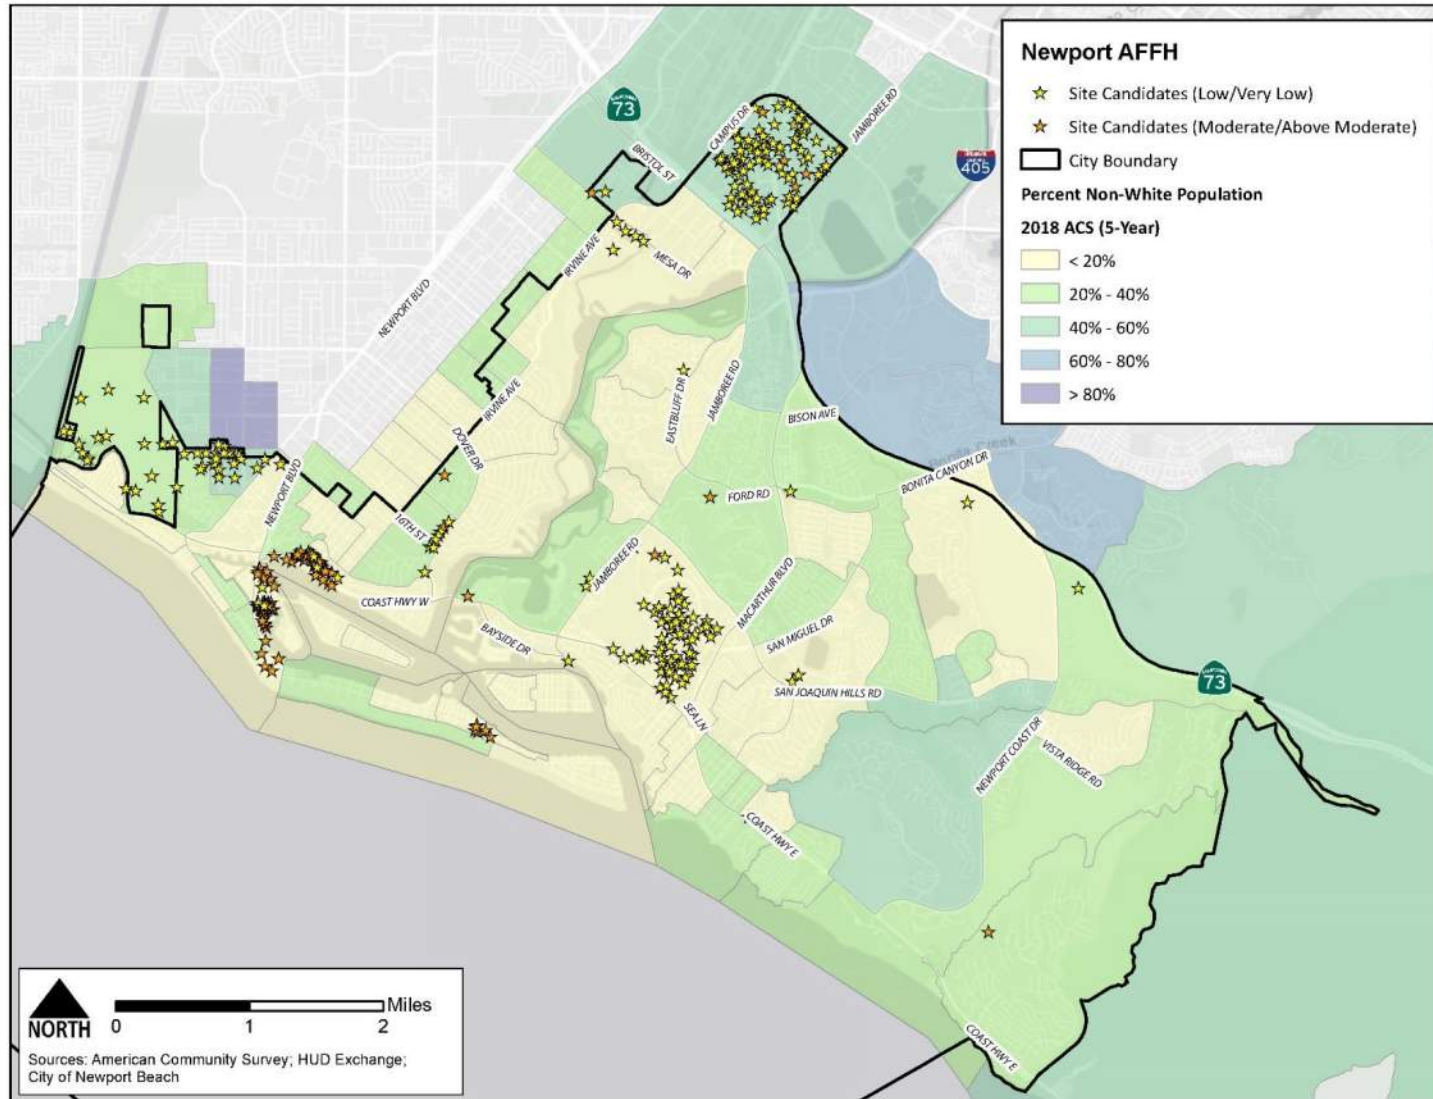 Newport AFFH
Site Candidates (Low/Very Low)
Site Candidates (Moderate/Above Moderate)
City Boundary
Percent Non-White Population
2018 ACS (5-Year)
< 20%
20% - 40%
40% - 60%
60% - 80%
> 80%
73
CAMPUS DR
JAMBOREE RD
BRISTOL ST
405
IRVINE AVE
MESA DR
NEWPORT BLVD
EASTBLUFF DR
JAMBOREE RD
BISON AVE
IRVINE AVE
DOVER DR
Bonita Creek
BONITA CANYON DR
NEWPORT BLVD
FORD RD
16TH ST
JAMBOREE RD
MACARTHUR BLVD
COAST HWY W
BAYSIDE DR
SAN MIGUEL DR
SAN JOAQUIN HILLS RD
73
SEA LN
NEWPORT COAST DR
VISTA RIDGE RD
COAST HWY E
COAST HWY E
NORTH
0 1 2 Miles
Sources: American Community Survey; HUD Exchange;
City of Newport Beach